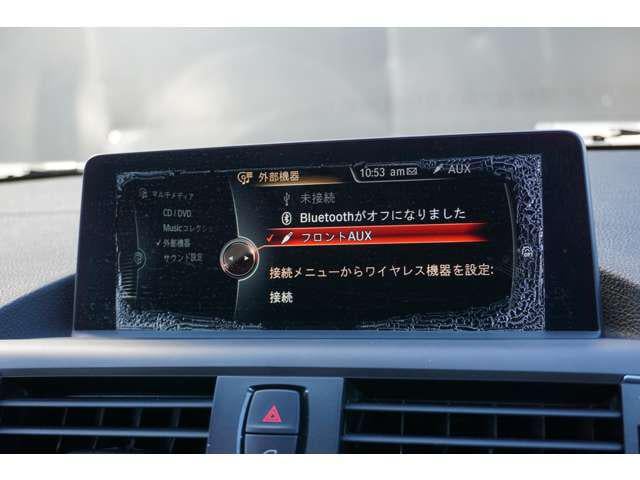 外部機器
10:53 am
AUX
マルチメディア
CD / DVD
Musicコレクショ
外部機器
サウンド設定
未接続
Bluetoothがオフになりました
フロントAUX
接続メニューからワイヤレス機器を設定:
接続